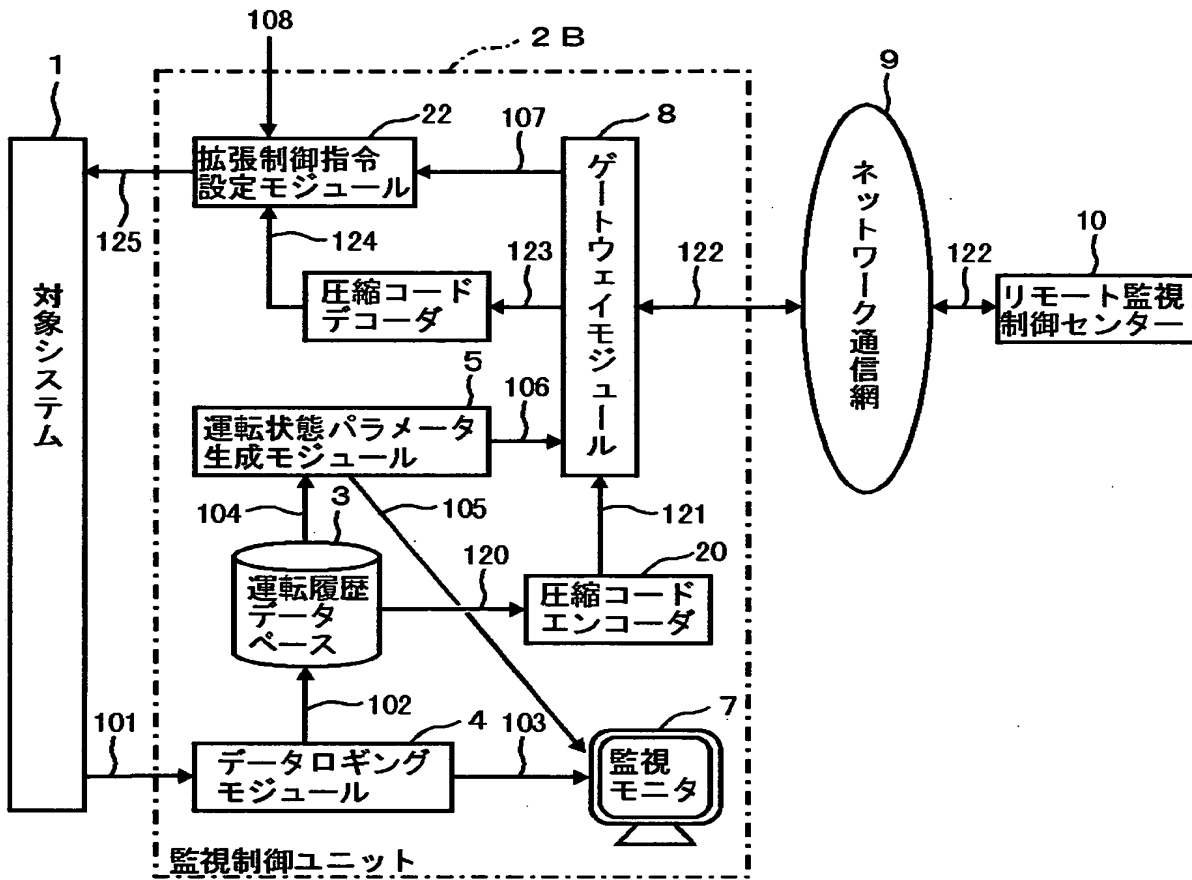 108
2B
1
22
107
8
9
拡張制御指令
設定モジュール
125
124
123
122
122
10
対象システム
圧縮コード
デコーダ
ゲートウェイモジュール
ネットワーク通信網
リモート監視
制御センター
5
106
運転状態パラメータ
生成モジュール
104
3
105
121
120
20
運転履歴
データ
ベース
圧縮コード
エンコーダ
102
101
4
103
7
データロギング
モジュール
監視
モニタ
監視制御ユニット